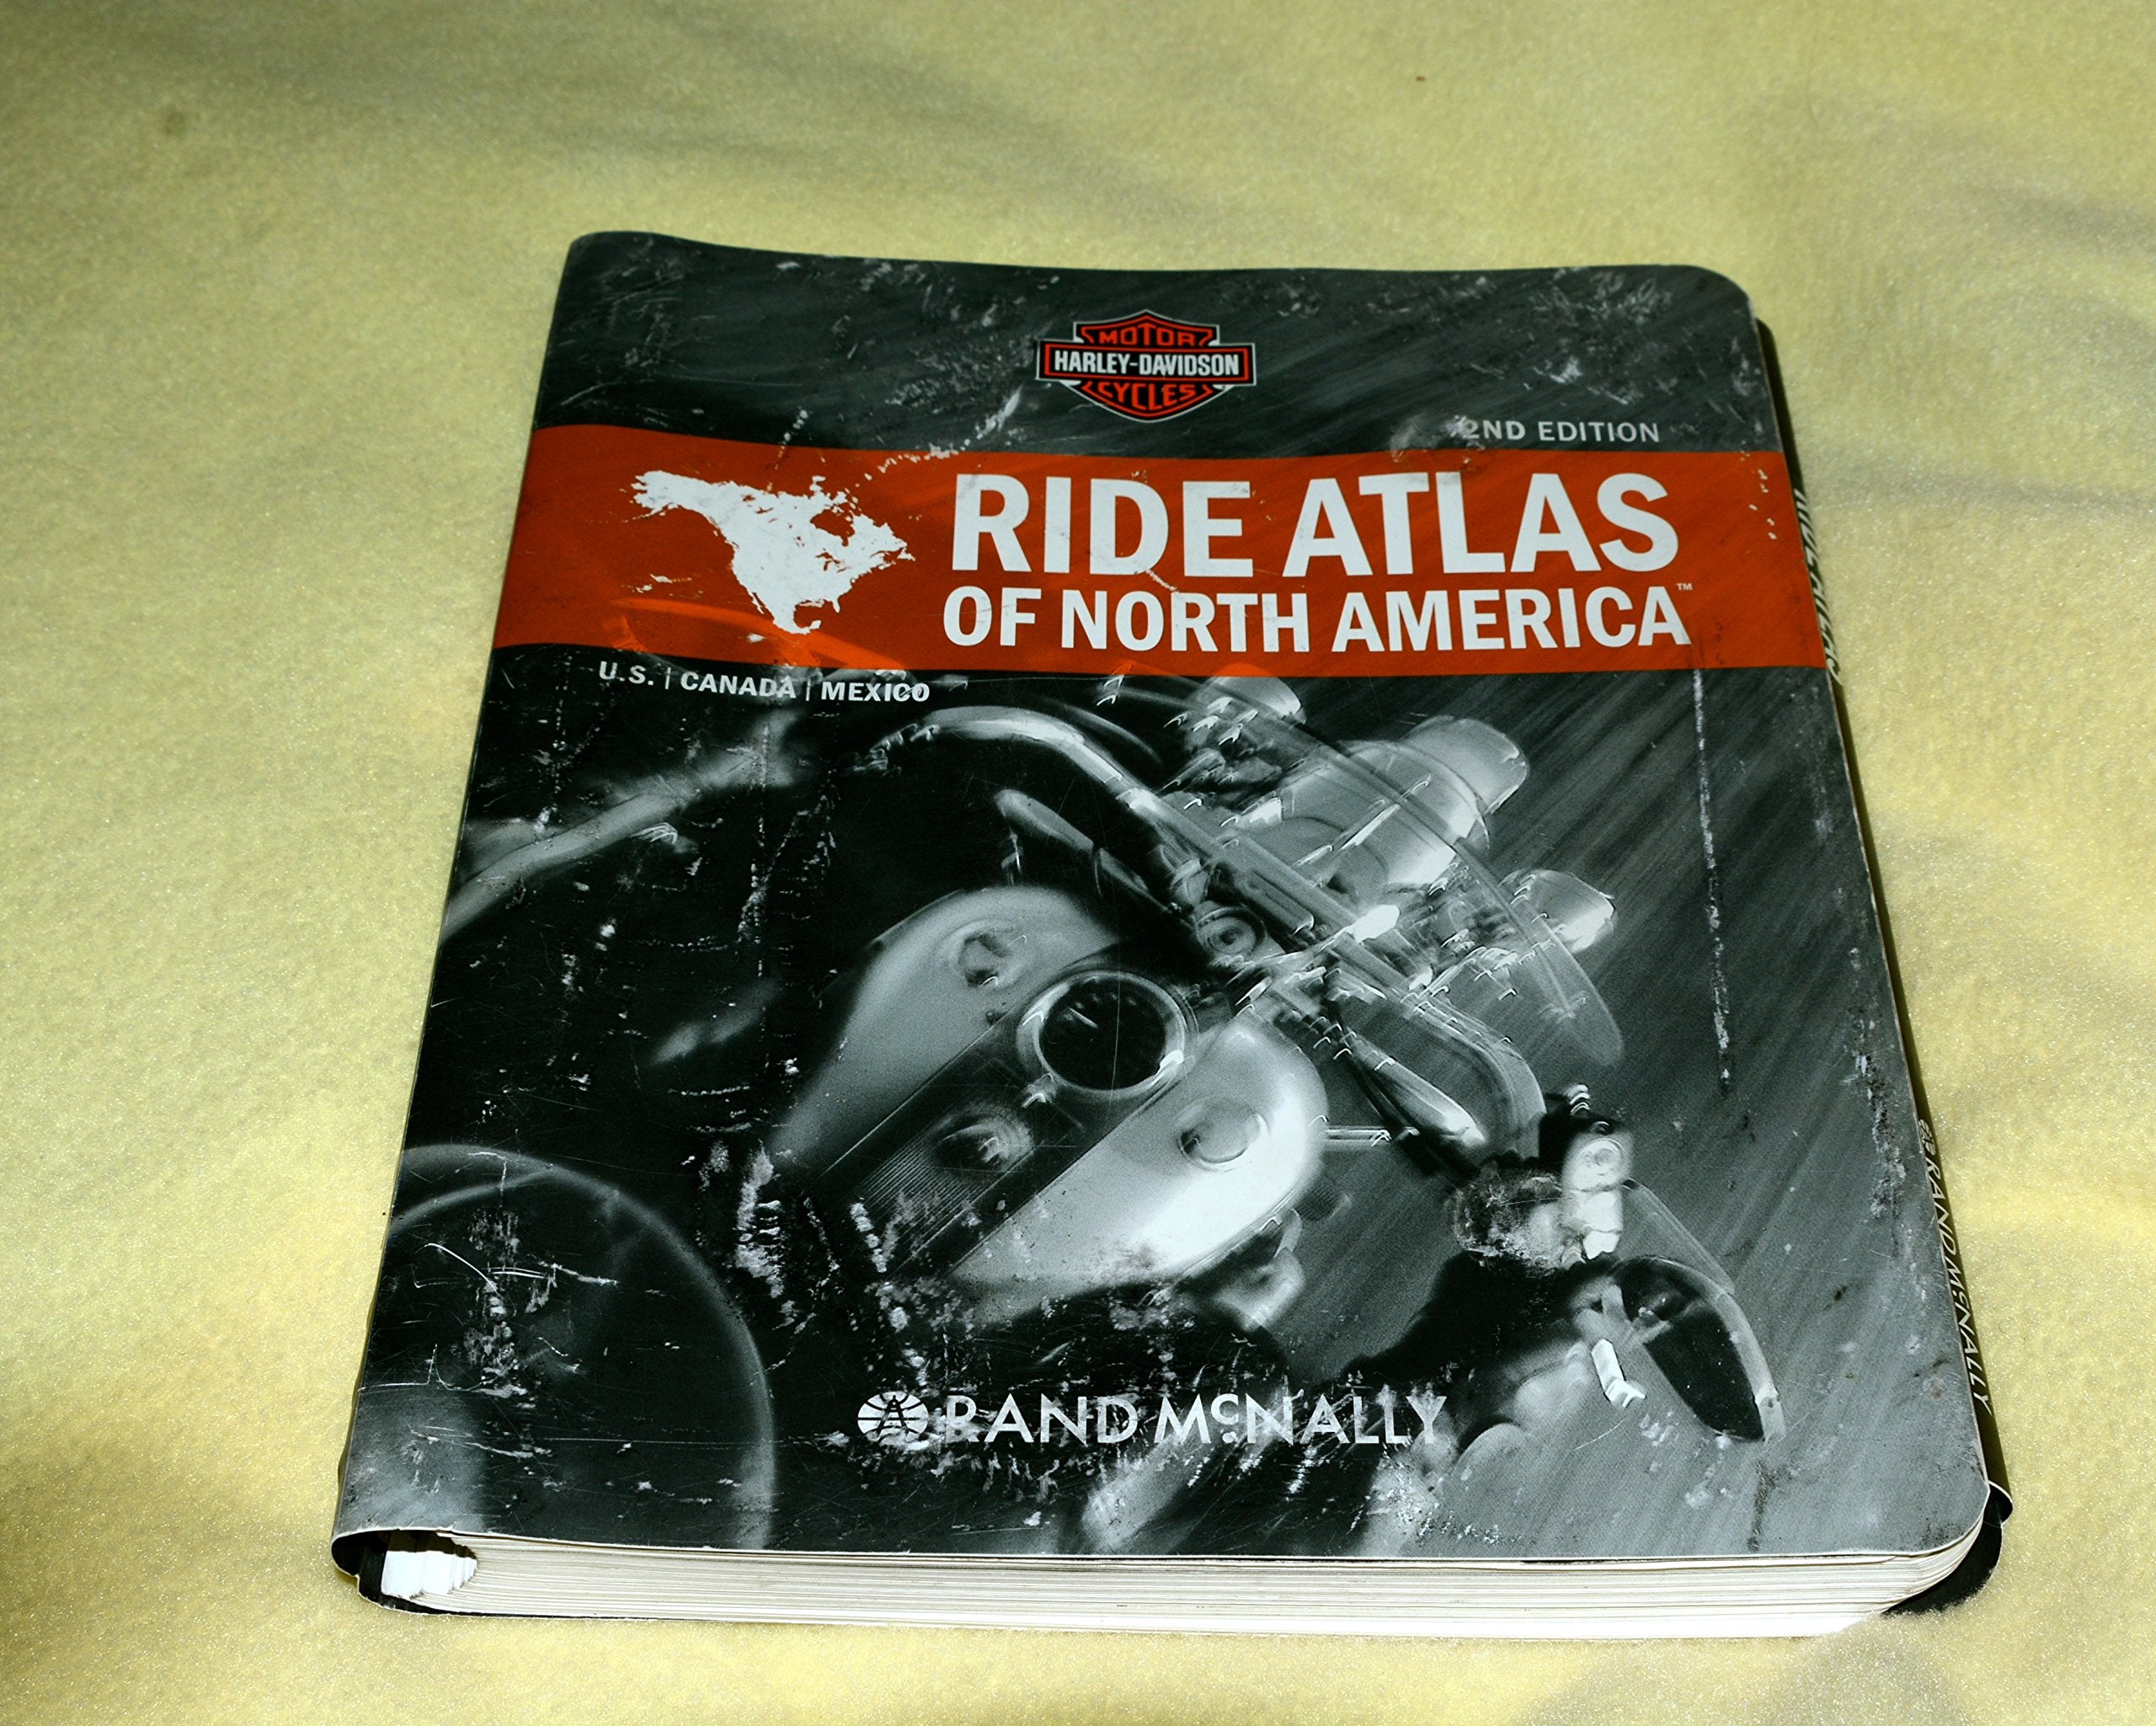 MOTOR
HARLEY-DAVIDSON
CYCLES
2ND EDITION
RIDE ATLAS
OF NORTH AMERICA™
U.S. | CANADA | MEXICO
RAND McNALLY
RAND McNALLY